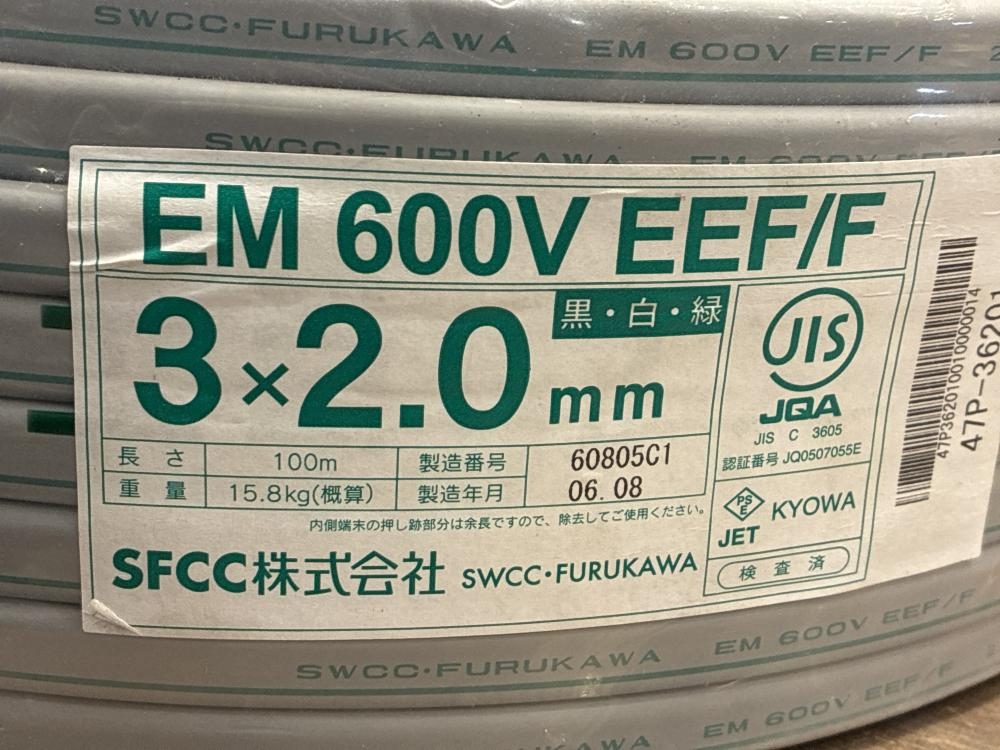 SWCC・FURUKAWA EM 600V EEF/F 2
SWCC・FURUKAWA EM 600V EEF/F
EM 600V EEF/F
3×2.0mm
黒・白・緑
長さ 100m 製造番号 60805C1
重量 15.8kg(概算) 製造年月 06.08
内側端末の押し跡部分は余長ですので、除去してご使用ください。
SFCC株式会社 SWCC・FURUKAWA
JIS
JQA
JIS C 3605
認証番号 JQ0507055E
PS
E
JET
KYOWA
検査済
47P362010010000014
47P-36201
SWCC・FURUKAWA EM 600V EEF/F
SWCC・FURUKAWA EM 600V EEF/F